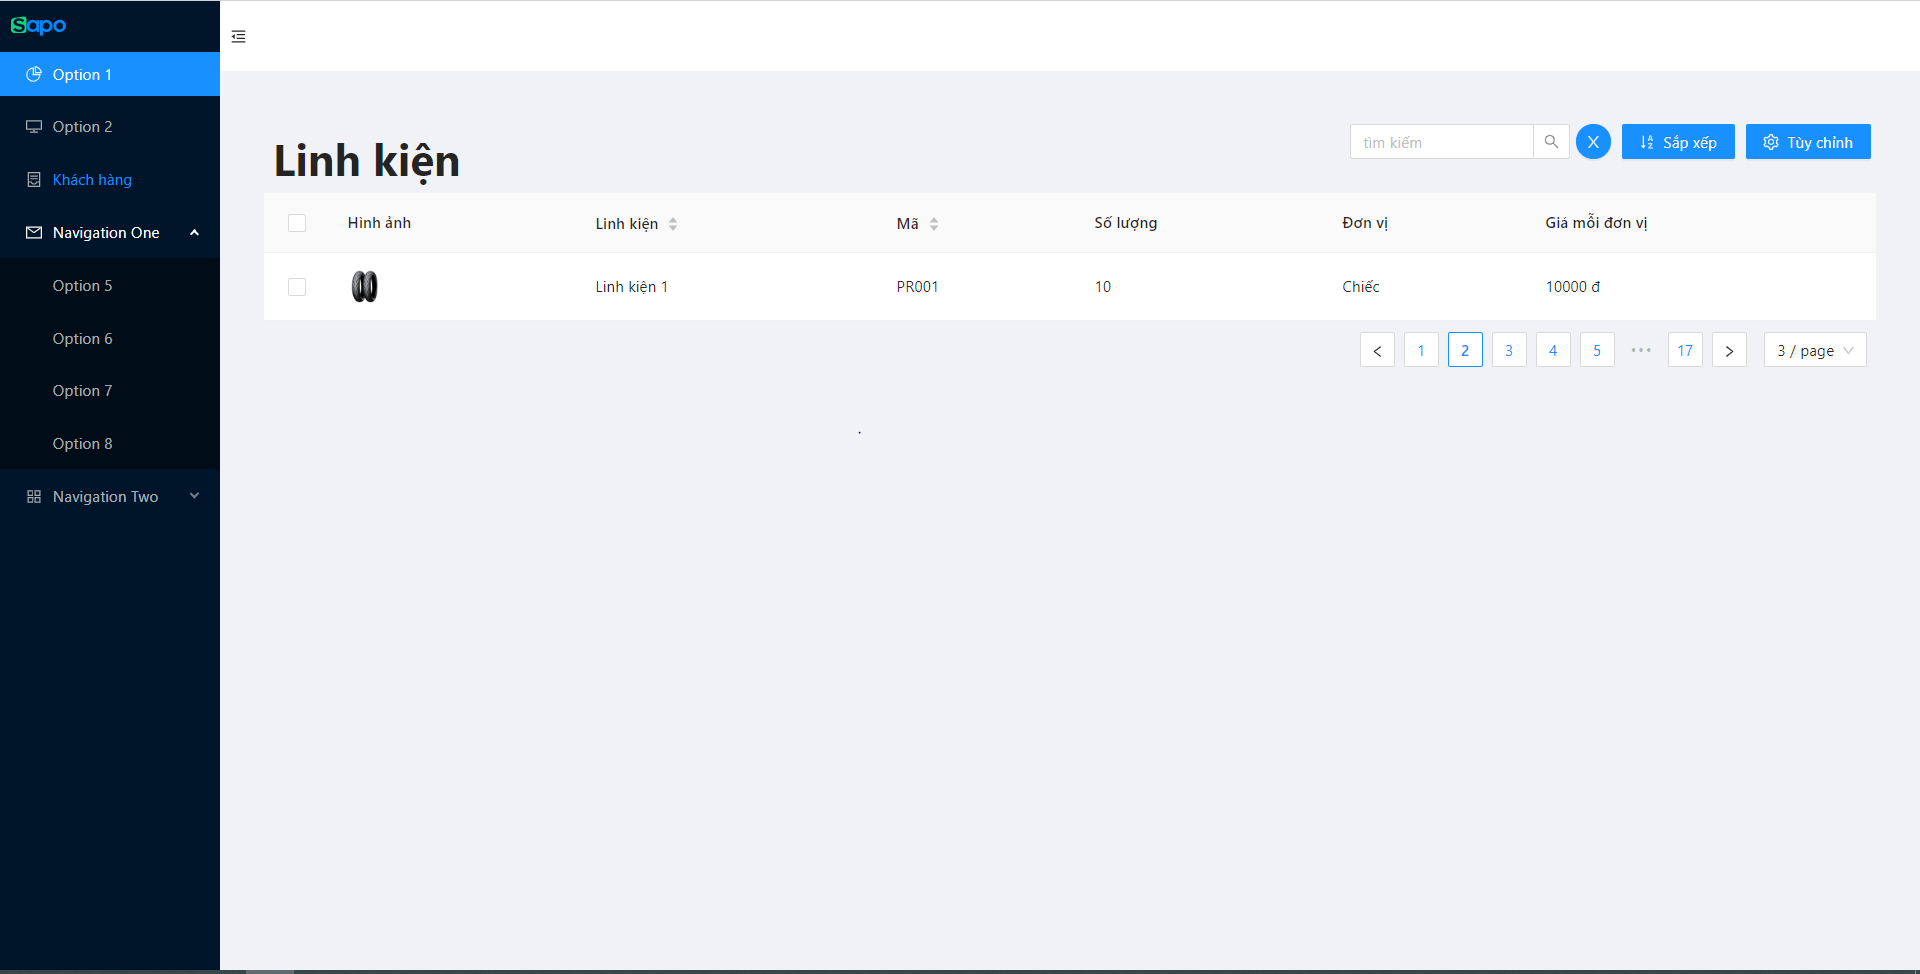 Sapo
Option 1
Option 2
Khách hàng
Navigation One
Option 5
Option 6
Option 7
Option 8
Navigation Two
Linh kiện
tìm kiếm
X
Sắp xếp
Tùy chỉnh
Hình ảnh Linh kiện Mã Số lượng Đơn vị Giá mỗi đơn vị
Linh kiện 1 PR001 10 Chiếc 10000 đ
< 1 2 3 4 5 ••• 17 > 3 / page